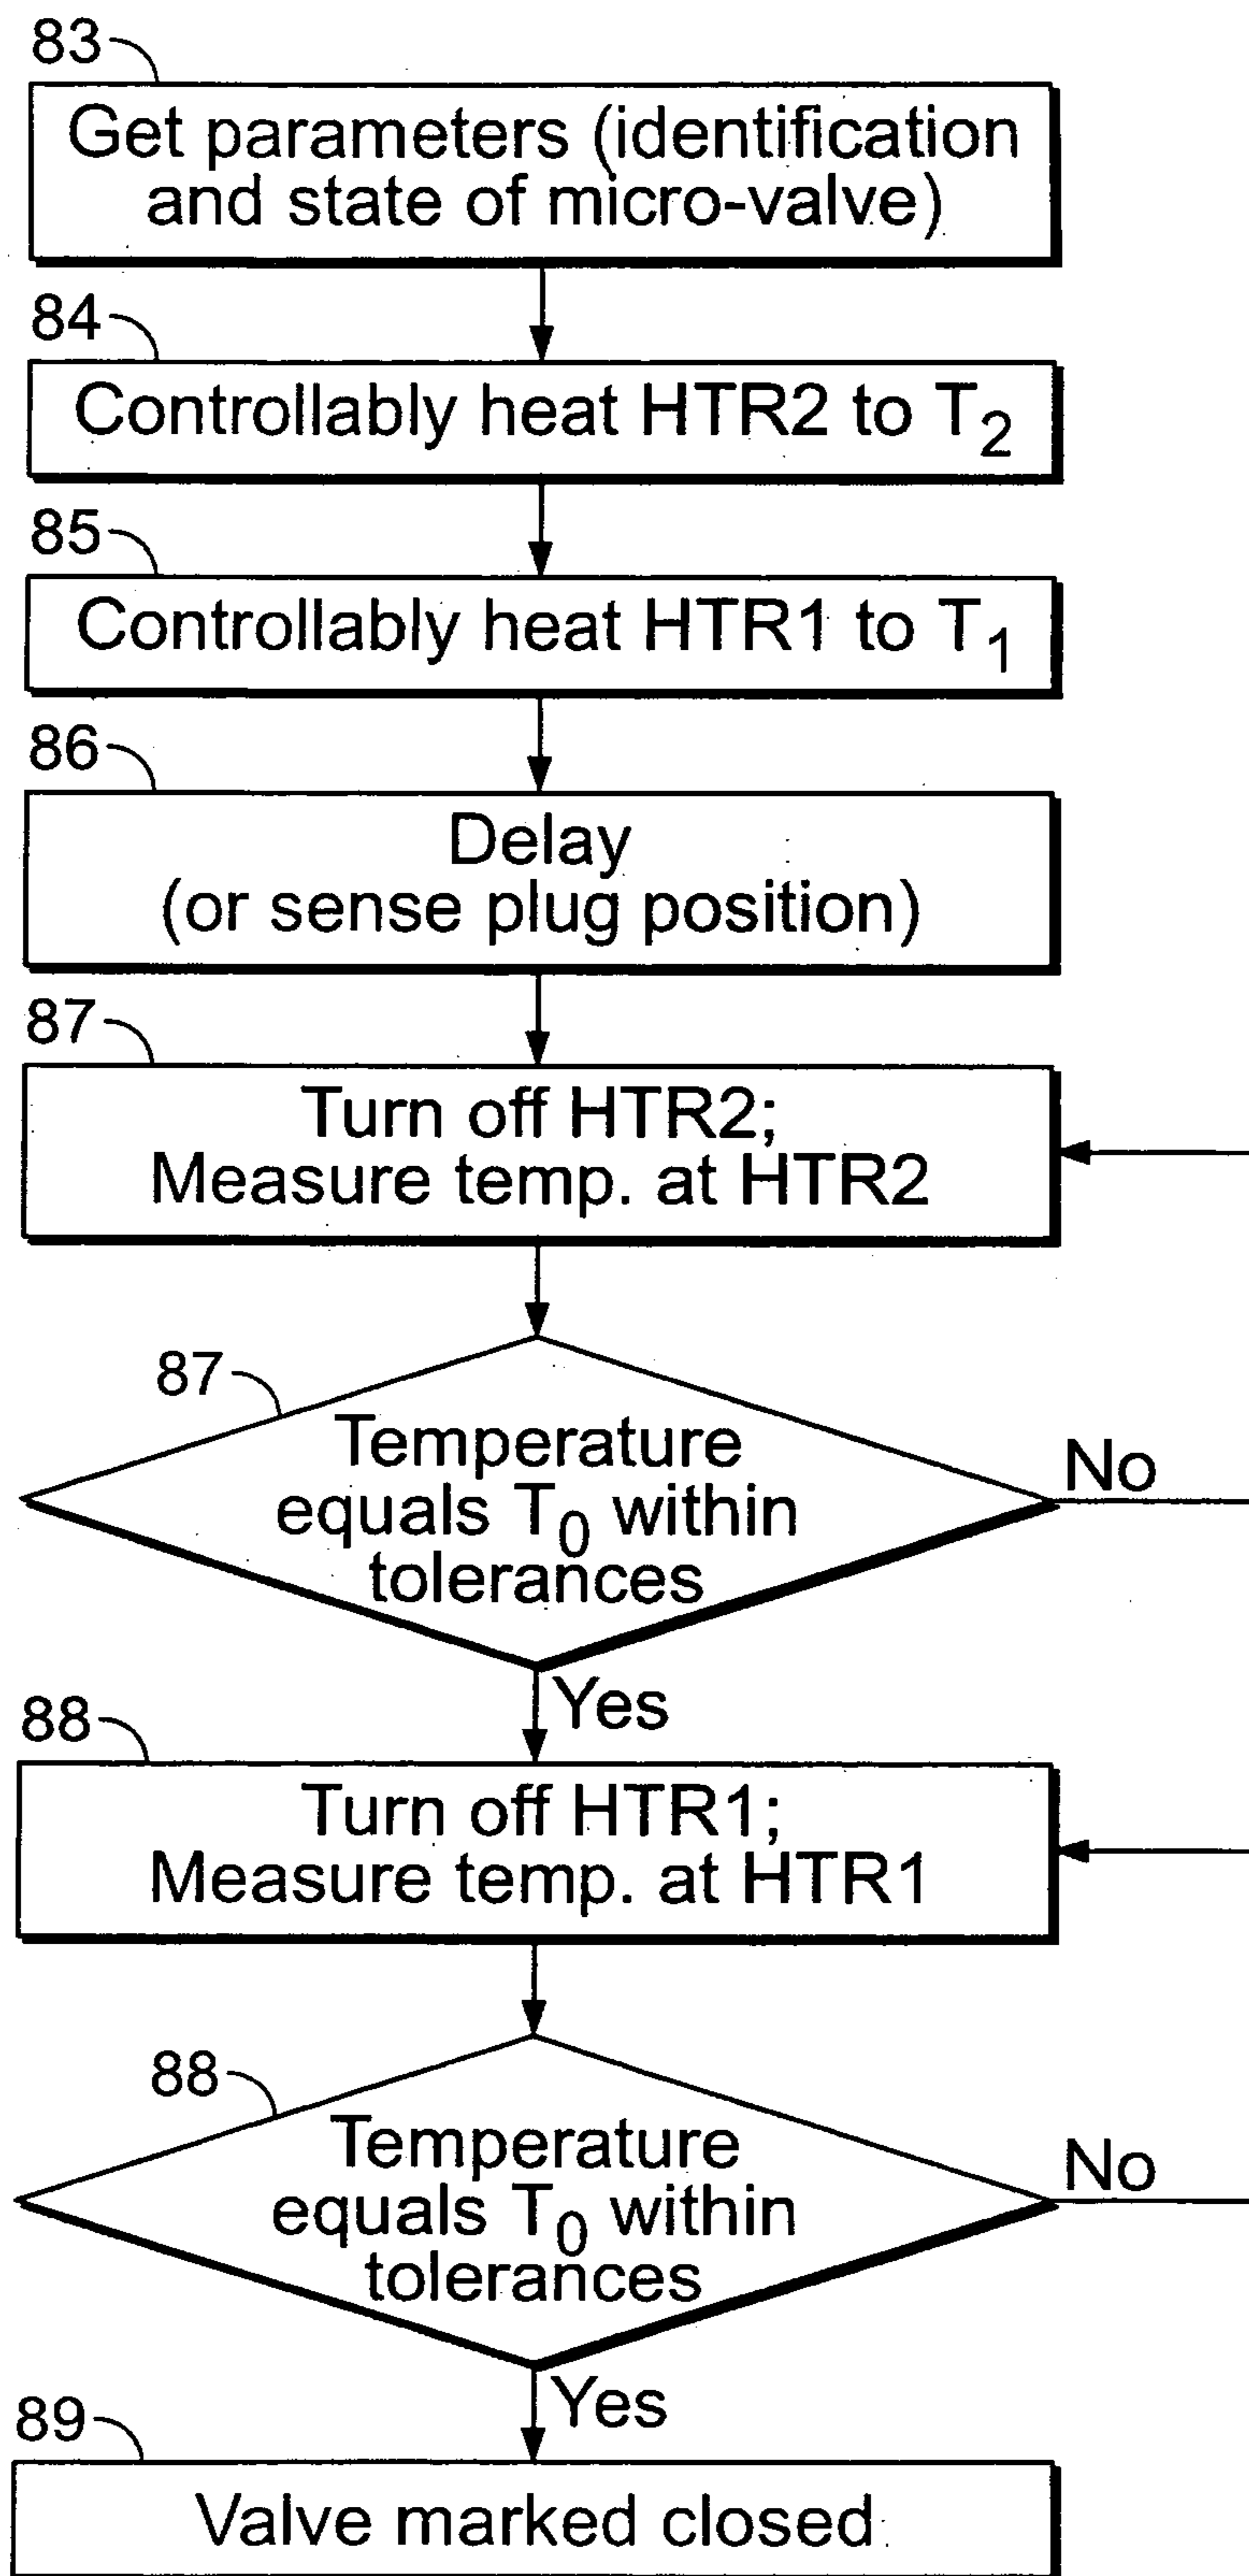 83
Get parameters (identification
and state of micro-valve)
84
Controllably heat HTR2 to T₂
85
Controllably heat HTR1 to T₁
86
Delay
(or sense plug position)
87
Turn off HTR2;
Measure temp. at HTR2
87
Temperature
equals T₀ within
tolerances
No
Yes
88
Turn off HTR1;
Measure temp. at HTR1
88
Temperature
equals T₀ within
tolerances
No
Yes
89
Valve marked closed